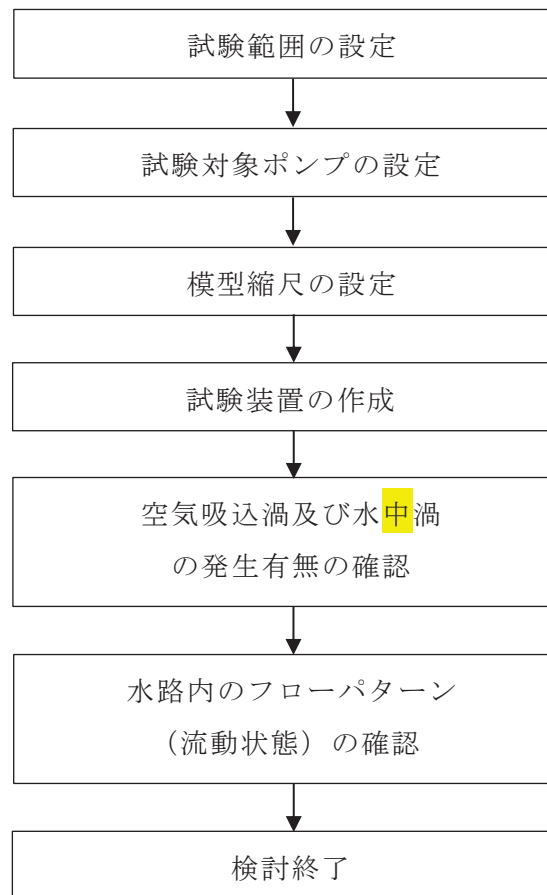 試験範囲の設定
試験対象ポンプの設定
模型縮尺の設定
試験装置の作成
空気吸込渦及び水中渦
の発生有無の確認
水路内のフローパターン
（流動状態）の確認
検討終了